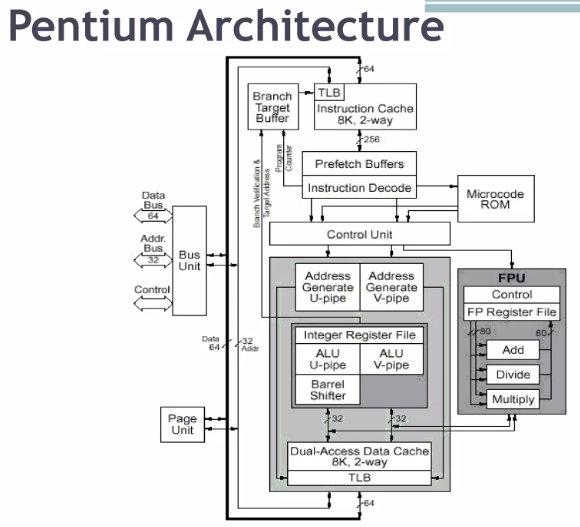 Pentium Architecture
64
TLB
Instruction Cache
8K, 2-way
Branch
Target
Buffer
256
Branch Verification &
Target Address
Program
Counter
Prefetch Buffers
Instruction Decode
Microcode
ROM
Control Unit
Data
Bus
64
Addr.
Bus
32
Control
Bus
Unit
Address
Generate
U-pipe
Address
Generate
V-pipe
FPU
Control
FP Register File
80
60
Add
Divide
Multiply
Integer Register File
ALU
U-pipe
ALU
V-pipe
Barrel
Shifter
Data
64
32
Addr
32
32
Page
Unit
Dual-Access Data Cache
8K, 2-way
TLB
64